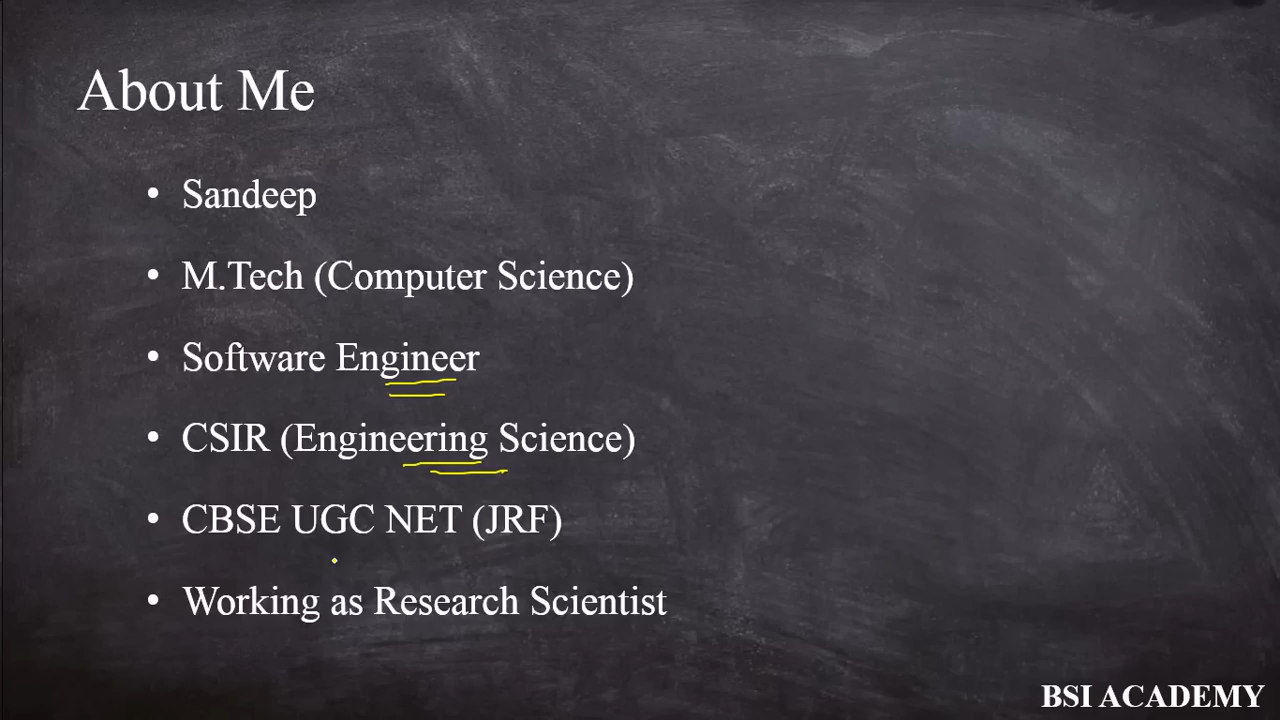 About Me
• Sandeep
• M.Tech (Computer Science)
• Software Engineer
• CSIR (Engineering Science)
• CBSE UGC NET (JRF)
• Working as Research Scientist
BSI ACADEMY